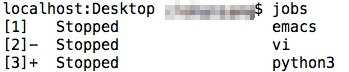 localhost:Desktop $ jobs
[1]   Stopped                 emacs
[2]-  Stopped                 vi
[3]+  Stopped                 python3